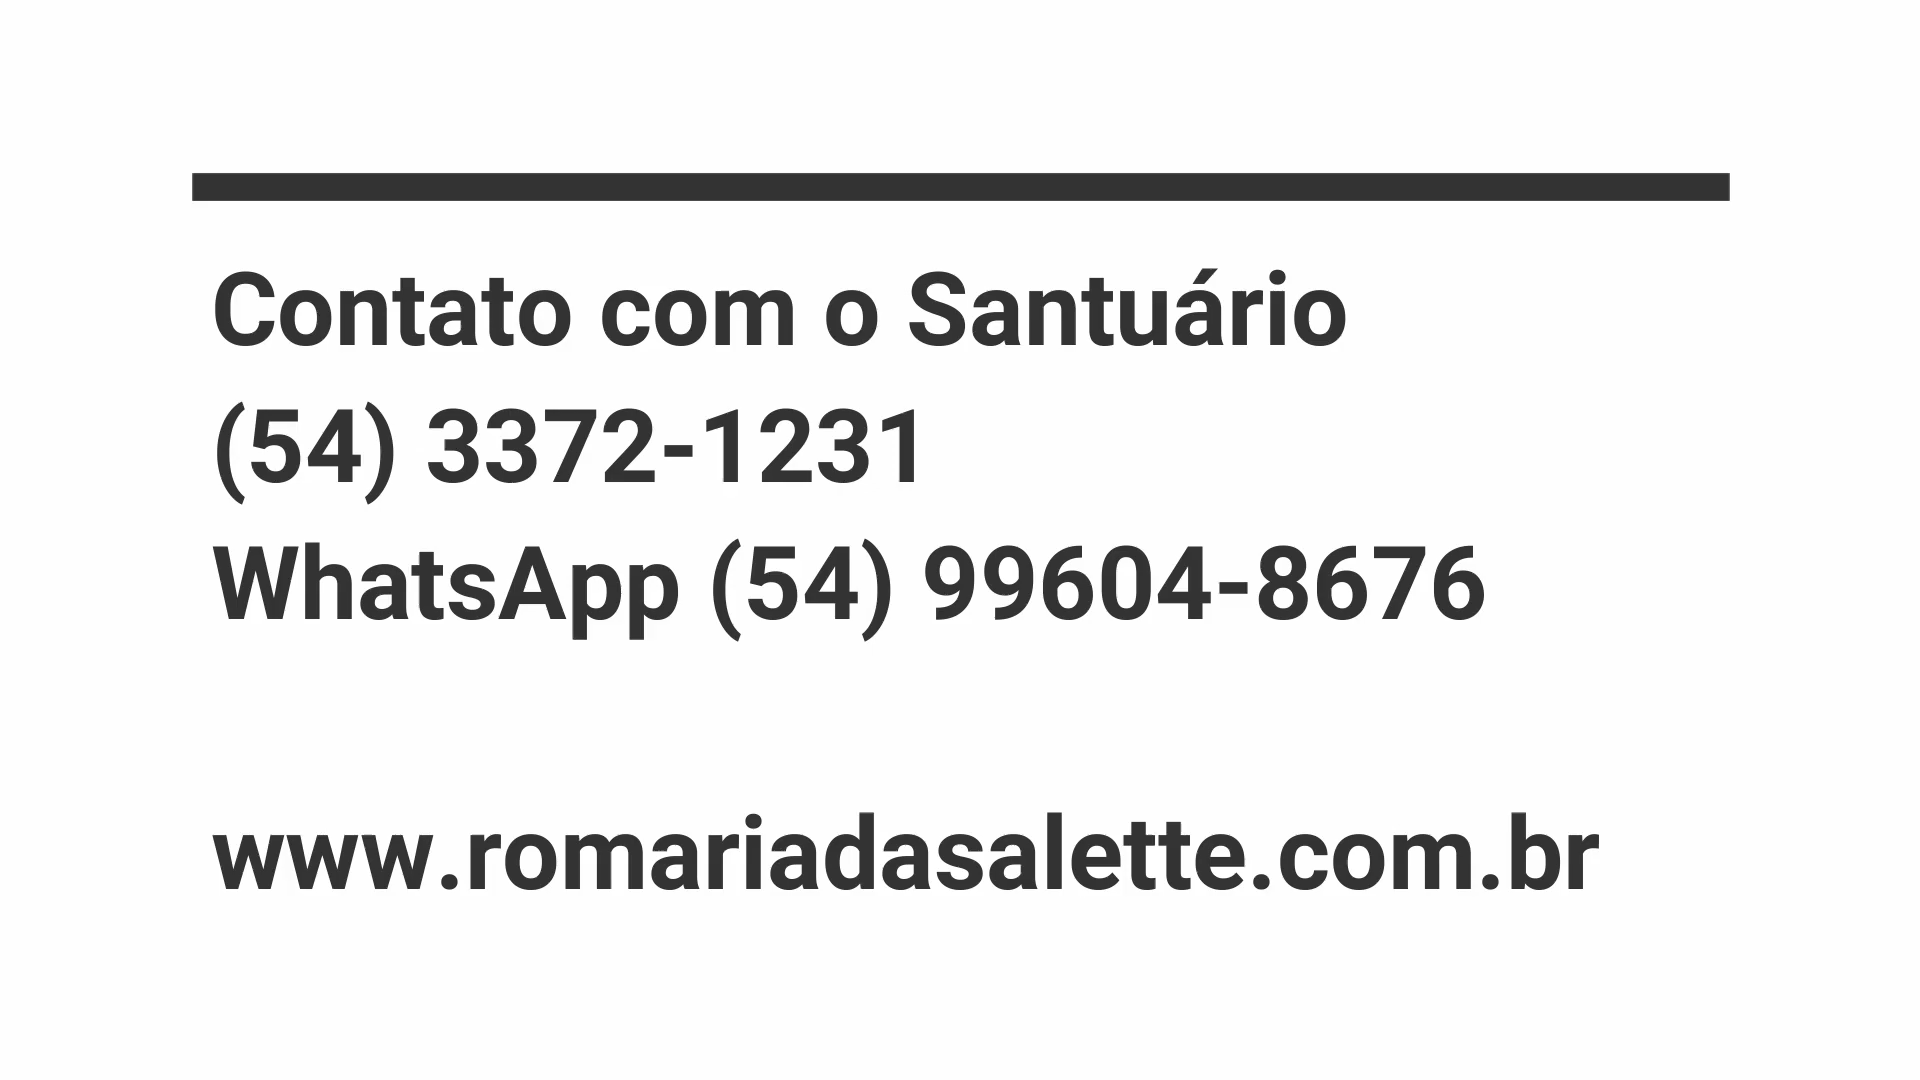 Contato com o Santuário
(54) 3372-1231
WhatsApp (54) 99604-8676
www.romariadasalette.com.br